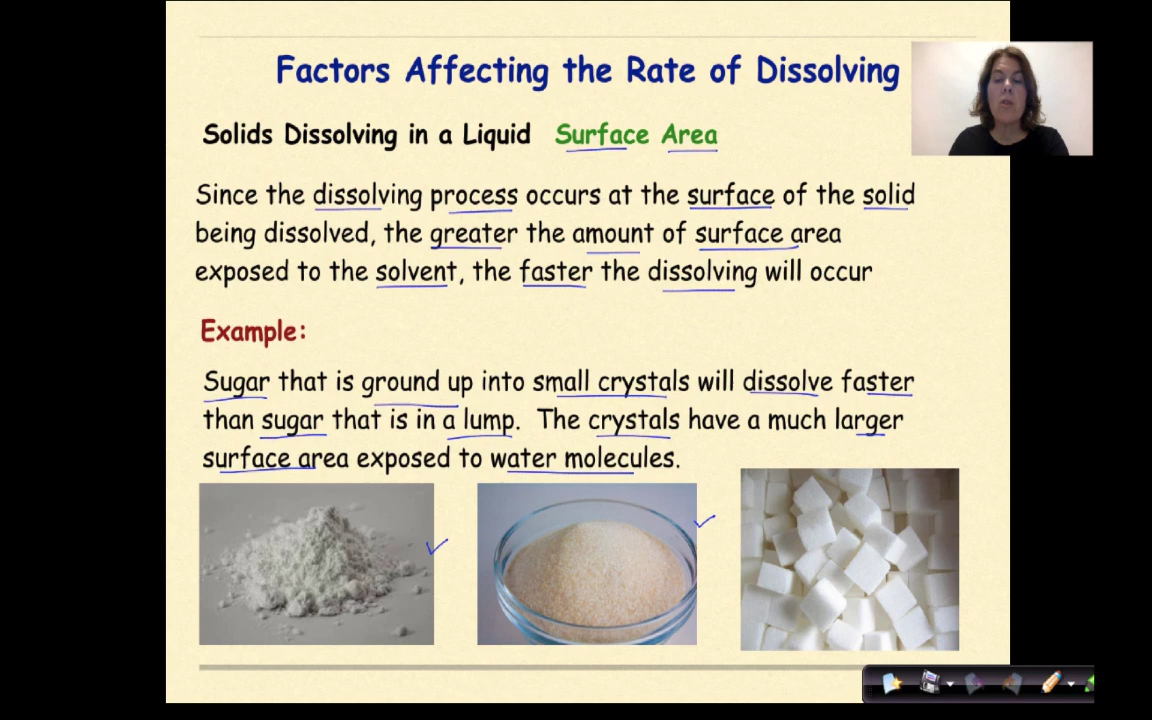 Factors Affecting the Rate of Dissolving
Solids Dissolving in a Liquid Surface Area
Since the dissolving process occurs at the surface of the solid
being dissolved, the greater the amount of surface area
exposed to the solvent, the faster the dissolving will occur
Example:
Sugar that is ground up into small crystals will dissolve faster
than sugar that is in a lump. The crystals have a much larger
surface area exposed to water molecules.